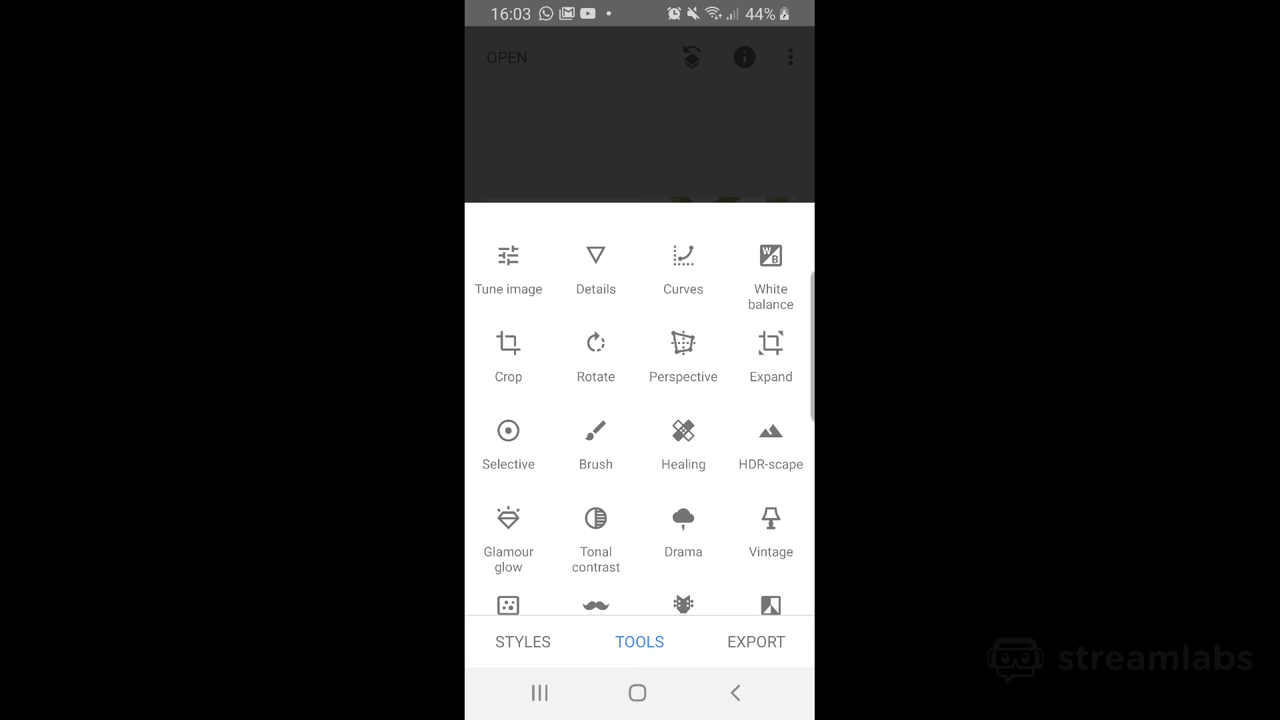 16:03 44%
OPEN
Tune image Details Curves White balance
Crop Rotate Perspective Expand
Selective Brush Healing HDR-scape
Glamour glow Tonal contrast Drama Vintage
STYLES TOOLS EXPORT
streamlabs